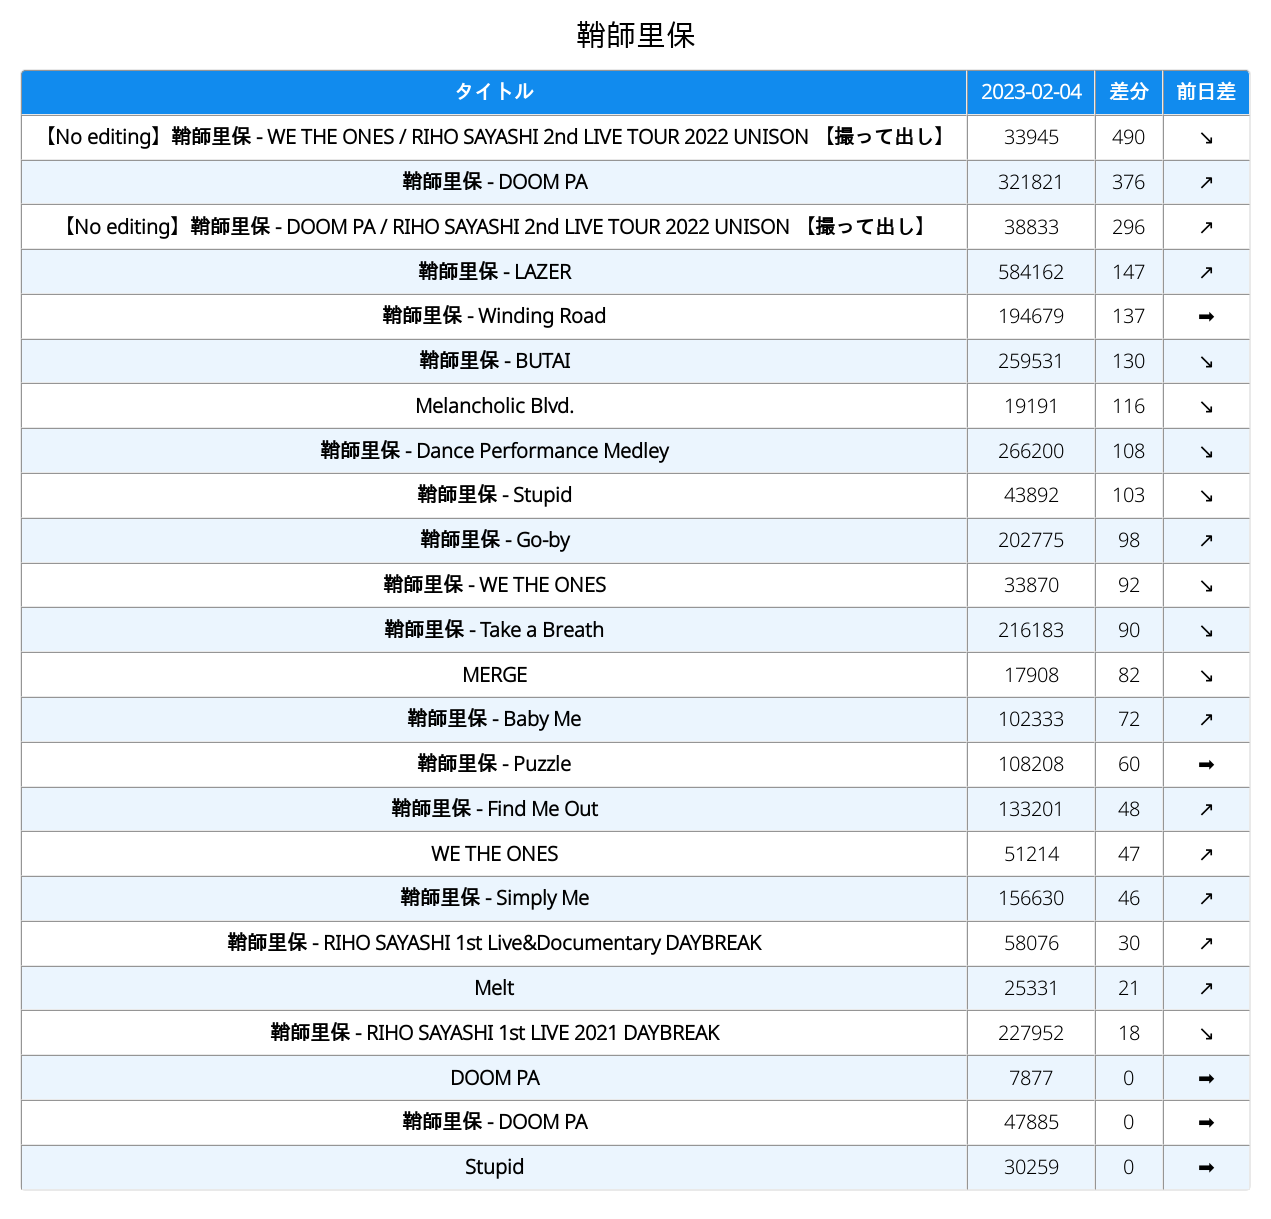 鞘師里保
タイトル 2023-02-04 差分 前日差
【No editing】鞘師里保 - WE THE ONES / RIHO SAYASHI 2nd LIVE TOUR 2022 UNISON 【撮って出し】 33945 490 ↘
鞘師里保 - DOOM PA 321821 376 ↗
【No editing】鞘師里保 - DOOM PA / RIHO SAYASHI 2nd LIVE TOUR 2022 UNISON 【撮って出し】 38833 296 ↗
鞘師里保 - LAZER 584162 147 ↗
鞘師里保 - Winding Road 194679 137 ➡
鞘師里保 - BUTAI 259531 130 ↘
Melancholic Blvd. 19191 116 ↘
鞘師里保 - Dance Performance Medley 266200 108 ↘
鞘師里保 - Stupid 43892 103 ↘
鞘師里保 - Go-by 202775 98 ↗
鞘師里保 - WE THE ONES 33870 92 ↘
鞘師里保 - Take a Breath 216183 90 ↘
MERGE 17908 82 ↘
鞘師里保 - Baby Me 102333 72 ↗
鞘師里保 - Puzzle 108208 60 ➡
鞘師里保 - Find Me Out 133201 48 ↗
WE THE ONES 51214 47 ↗
鞘師里保 - Simply Me 156630 46 ↗
鞘師里保 - RIHO SAYASHI 1st Live&Documentary DAYBREAK 58076 30 ↗
Melt 25331 21 ↗
鞘師里保 - RIHO SAYASHI 1st LIVE 2021 DAYBREAK 227952 18 ↘
DOOM PA 7877 0 ➡
鞘師里保 - DOOM PA 47885 0 ➡
Stupid 30259 0 ➡